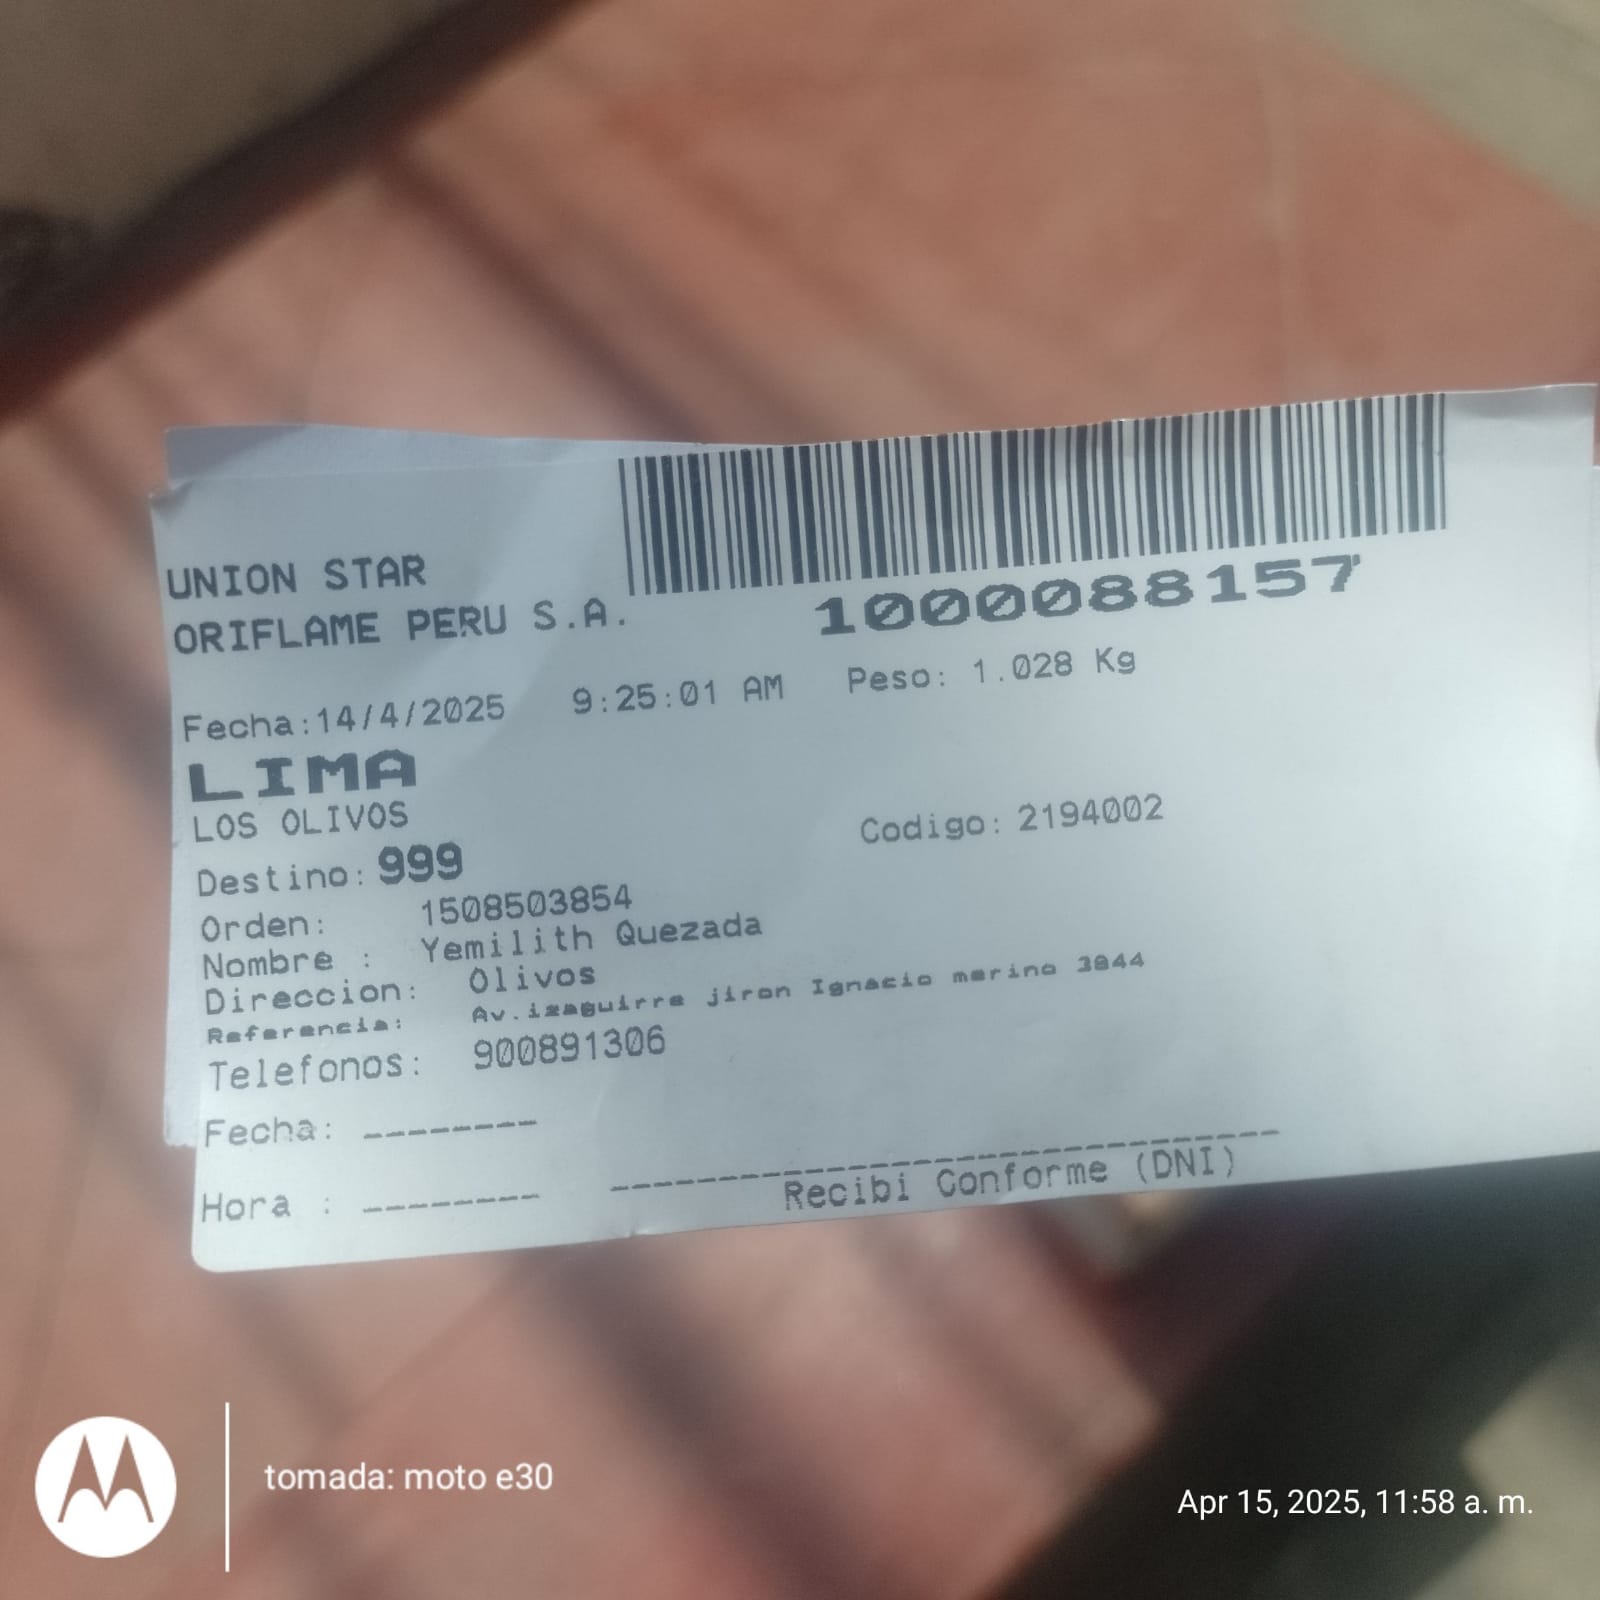 UNION STAR
ORIFLAME PERU S.A.
1000088157
Fecha:14/4/2025 9:25:01 AM Peso: 1.028 Kg
LIMA
LOS OLIVOS
Codigo: 2194002
Destino: 999
Orden: 1508503854
Nombre : Yemilith Quezada
Direccion: Olivos
Referencia: Av.izaguirre jiron Ignacio merino 3844
Telefonos: 900891306
Fecha: --------
Hora : --------
Recibi Conforme (DNI)
tomada: moto e30
Apr 15, 2025, 11:58 a. m.